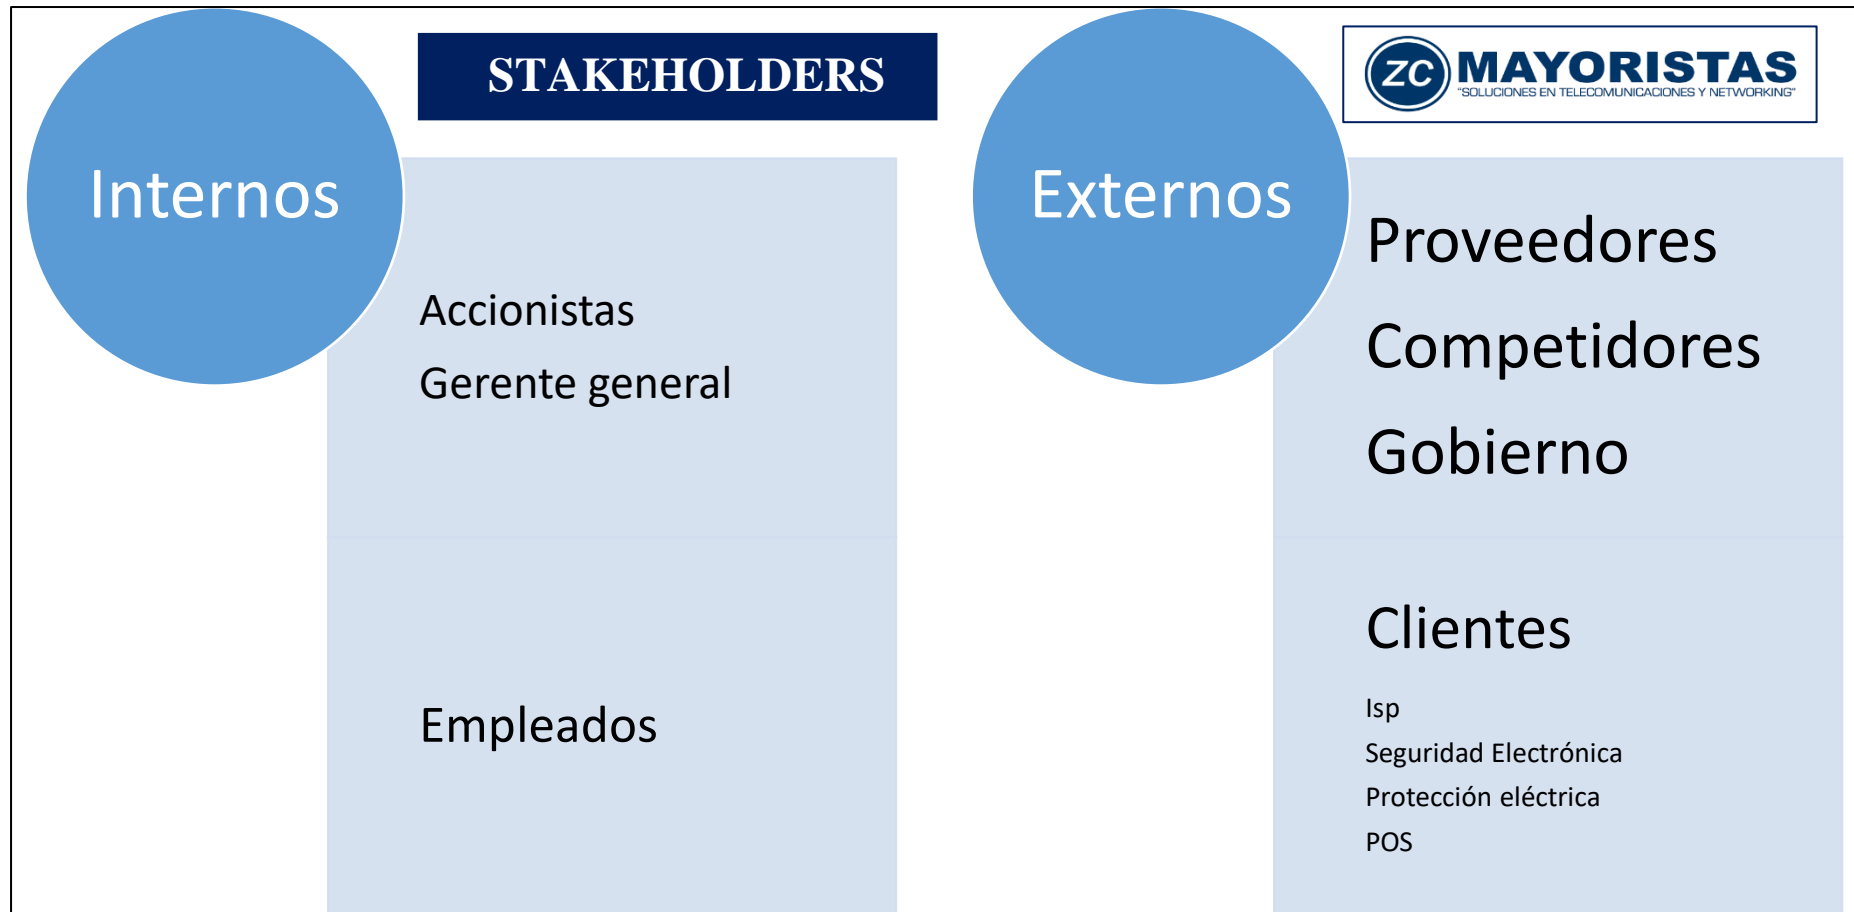 STAKEHOLDERS
ZC MAYORISTAS
"SOLUCIONES EN TELECOMUNICACIONES Y NETWORKING"
Internos
Accionistas
Gerente general
Empleados
Externos
Proveedores
Competidores
Gobierno
Clientes
Isp
Seguridad Electrónica
Protección eléctrica
POS